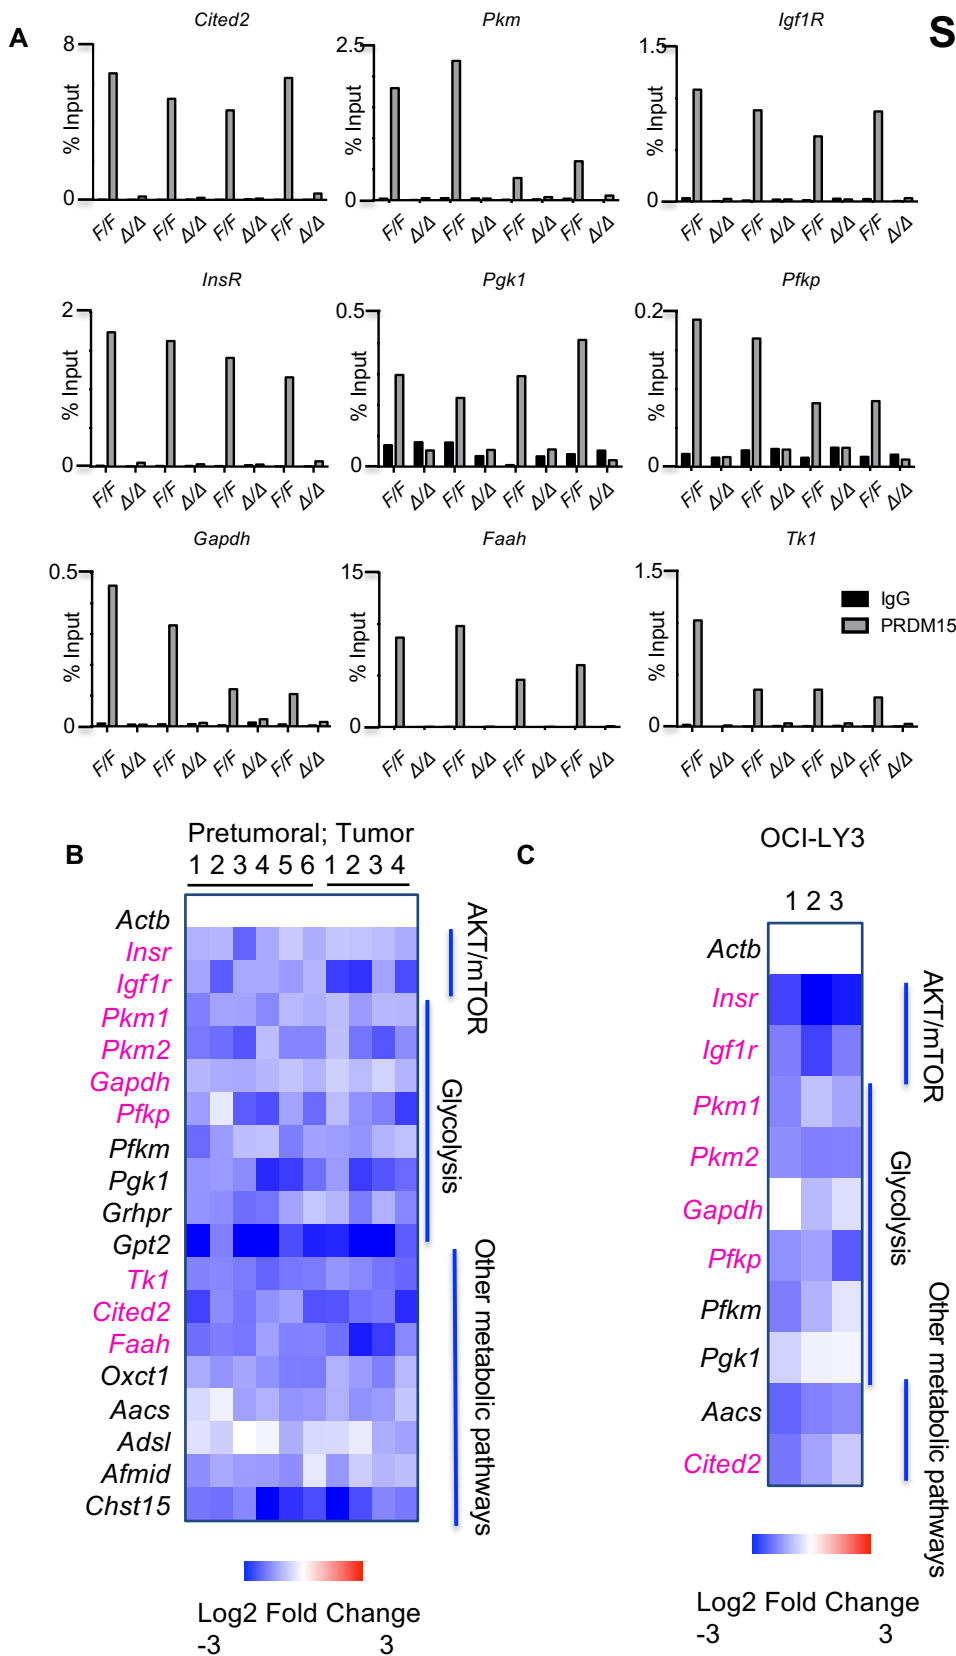 A
S
Cited2
Pkm
Igf1R
8
% Input
0
F/F Δ/Δ F/F Δ/Δ F/F Δ/Δ F/F Δ/Δ
2.5
% Input
0
F/F Δ/Δ F/F Δ/Δ F/F Δ/Δ F/F Δ/Δ
1.5
% Input
0
F/F Δ/Δ F/F Δ/Δ F/F Δ/Δ F/F Δ/Δ
InsR
Pgk1
Pfkp
2
% Input
0
F/F Δ/Δ F/F Δ/Δ F/F Δ/Δ F/F Δ/Δ
0.5
% Input
0
F/F Δ/Δ F/F Δ/Δ F/F Δ/Δ F/F Δ/Δ
0.2
% Input
0
F/F Δ/Δ F/F Δ/Δ F/F Δ/Δ F/F Δ/Δ
Gapdh
Faah
Tk1
0.5
% Input
0
F/F Δ/Δ F/F Δ/Δ F/F Δ/Δ F/F Δ/Δ
15
% Input
0
F/F Δ/Δ F/F Δ/Δ F/F Δ/Δ F/F Δ/Δ
1.5
% Input
0
F/F Δ/Δ F/F Δ/Δ F/F Δ/Δ F/F Δ/Δ
IgG
PRDM15
B
Pretumoral; Tumor
1 2 3 4 5 6 1 2 3 4
Actb
Insr
Igf1r
Pkm1
Pkm2
Gapdh
Pfkp
Pfkm
Pgk1
Grhpr
Gpt2
Tk1
Cited2
Faah
Oxct1
Aacs
Adsl
Afmid
Chst15
AKT/mTOR
Glycolysis
Other metabolic pathways
Log2 Fold Change
-3 3
C
OCI-LY3
1 2 3
Actb
Insr
Igf1r
Pkm1
Pkm2
Gapdh
Pfkp
Pfkm
Pgk1
Aacs
Cited2
AKT/mTOR
Glycolysis
Other metabolic pathways
Log2 Fold Change
-3 3